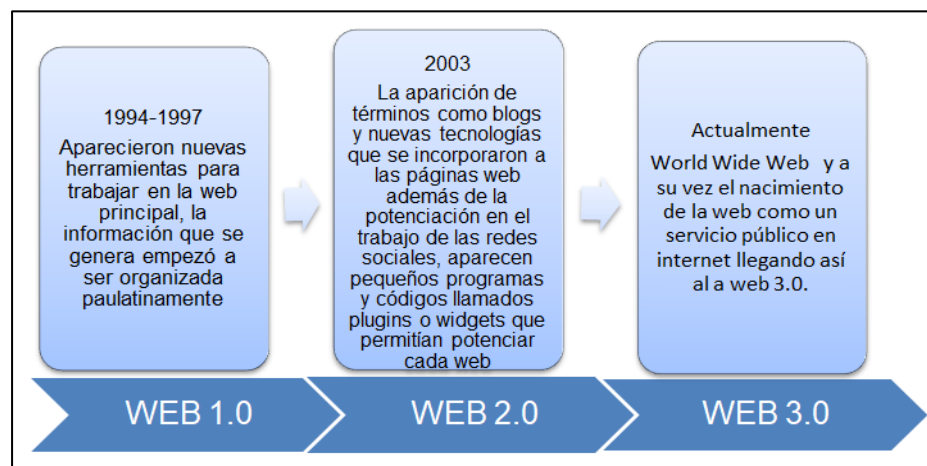 1994-1997
Aparecieron nuevas
herramientas para
trabajar en la web
principal, la
información que se
genera empezó a
ser organizada
paulatinamente
2003
La aparición de
términos como blogs
y nuevas tecnologías
que se incorporaron a
las páginas web
además de la
potenciación en el
trabajo de las redes
sociales, aparecen
pequeños programas
y códigos llamados
plugins o widgets que
permitían potenciar
cada web
Actualmente
World Wide Web y a
su vez el nacimiento
de la web como un
servicio público en
internet llegando así
al a web 3.0.
WEB 1.0
WEB 2.0
WEB 3.0